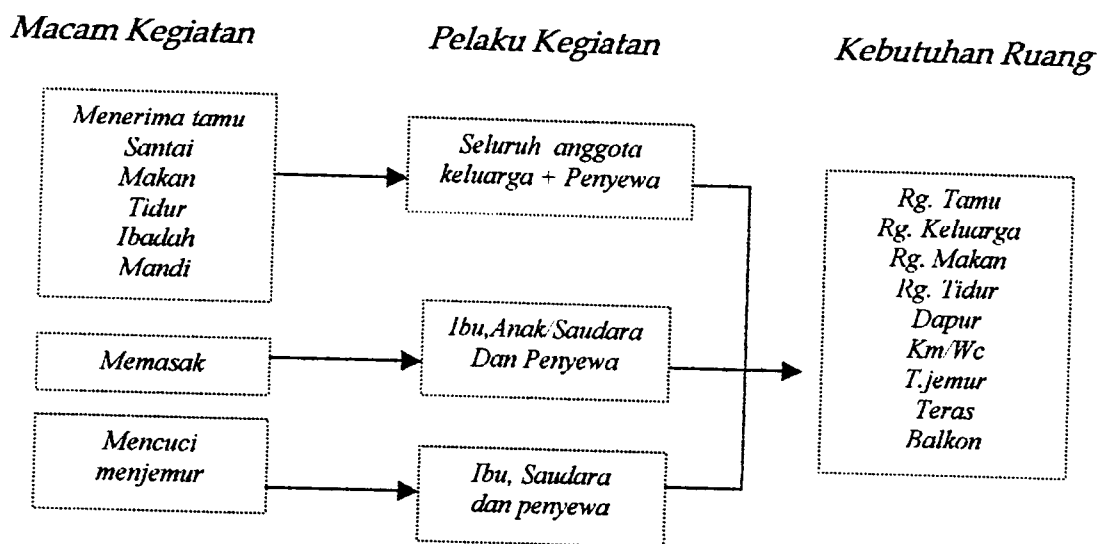 Macam Kegiatan
Pelaku Kegiatan
Kebutuhan Ruang
Menerima tamu
Santai
Makan
Tidur
Ibadah
Mandi
Seluruh anggota
keluarga + Penyewa
Memasak
Ibu,Anak/Saudara
Dan Penyewa
Mencuci
menjemur
Ibu, Saudara
dan penyewa
Rg. Tamu
Rg. Keluarga
Rg. Makan
Rg. Tidur
Dapur
Km/Wc
T.jemur
Teras
Balkon